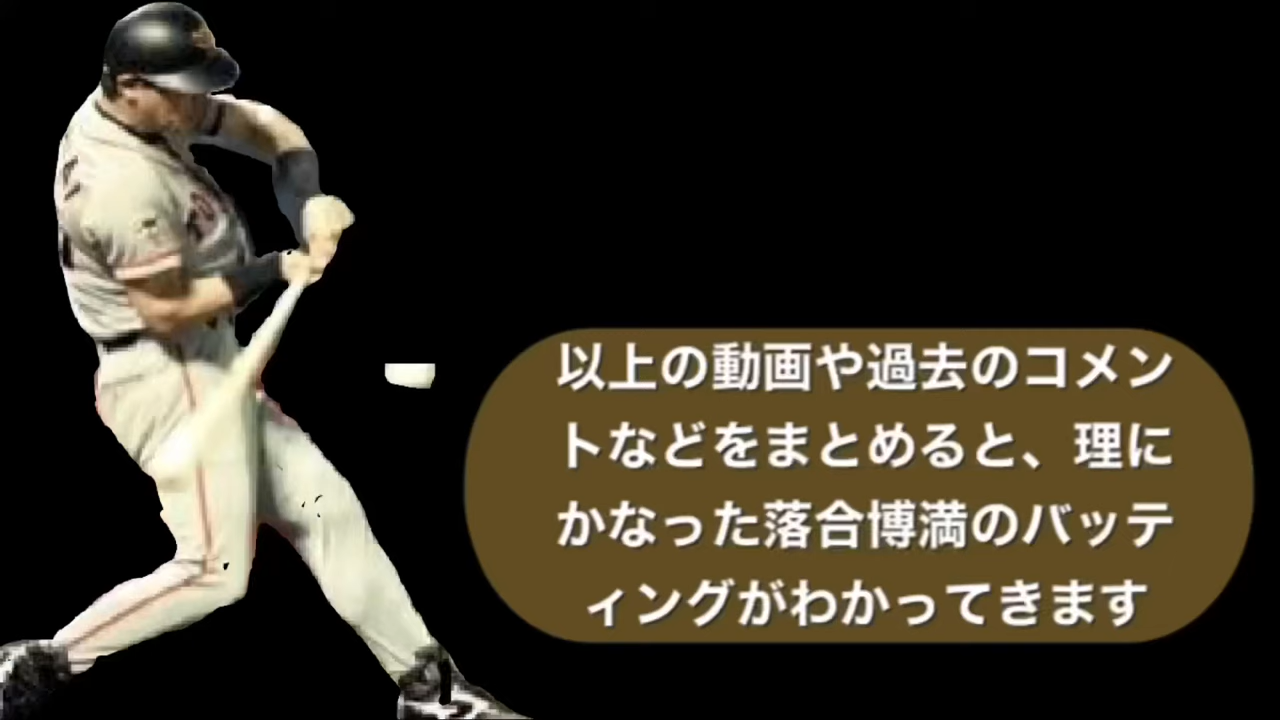 以上の動画や過去のコメン
トなどをまとめると、理に
かなった落合博満のバッテ
ィングがわかってきます